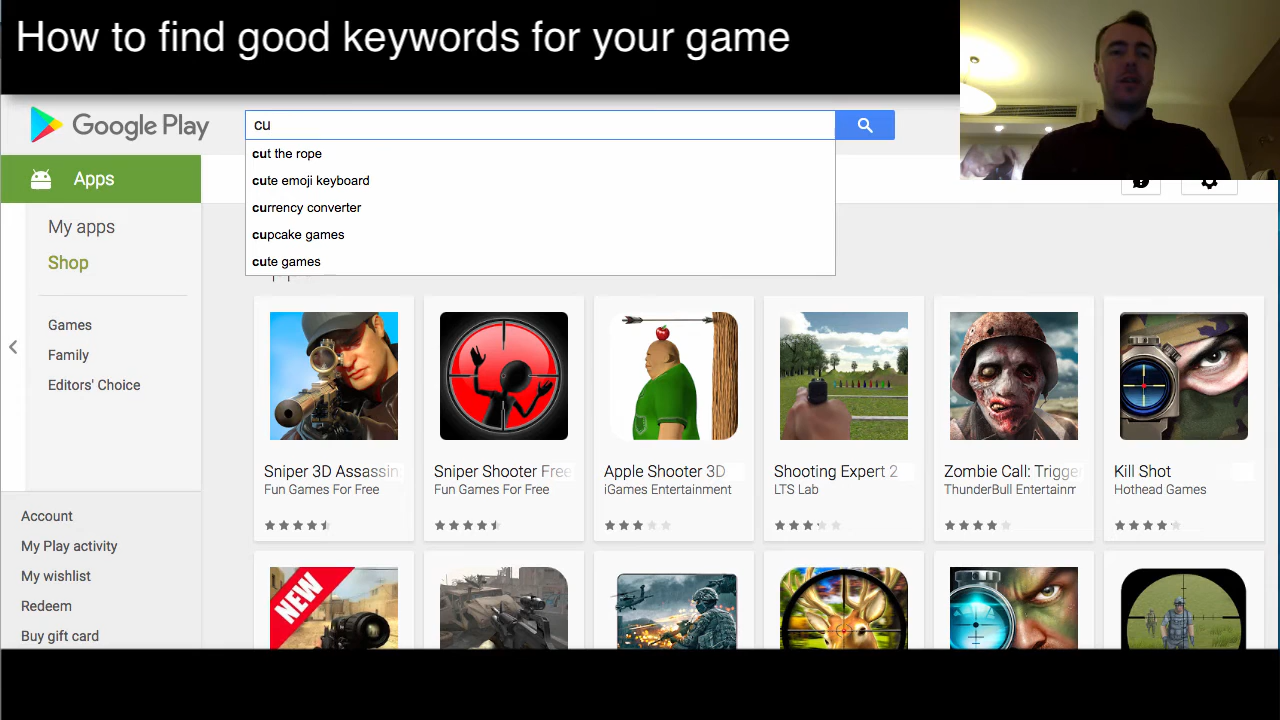 How to find good keywords for your game
Google Play
cu
cut the rope
cute emoji keyboard
currency converter
cupcake games
cute games
Apps
My apps
Shop
Games
Family
Editors' Choice
Account
My Play activity
My wishlist
Redeem
Buy gift card
Sniper 3D Assassin
Fun Games For Free
Sniper Shooter Free
Fun Games For Free
Apple Shooter 3D
iGames Entertainment
Shooting Expert 2
LTS Lab
Zombie Call: Trigger
ThunderBull Entertainm
Kill Shot
Hothead Games
NEW